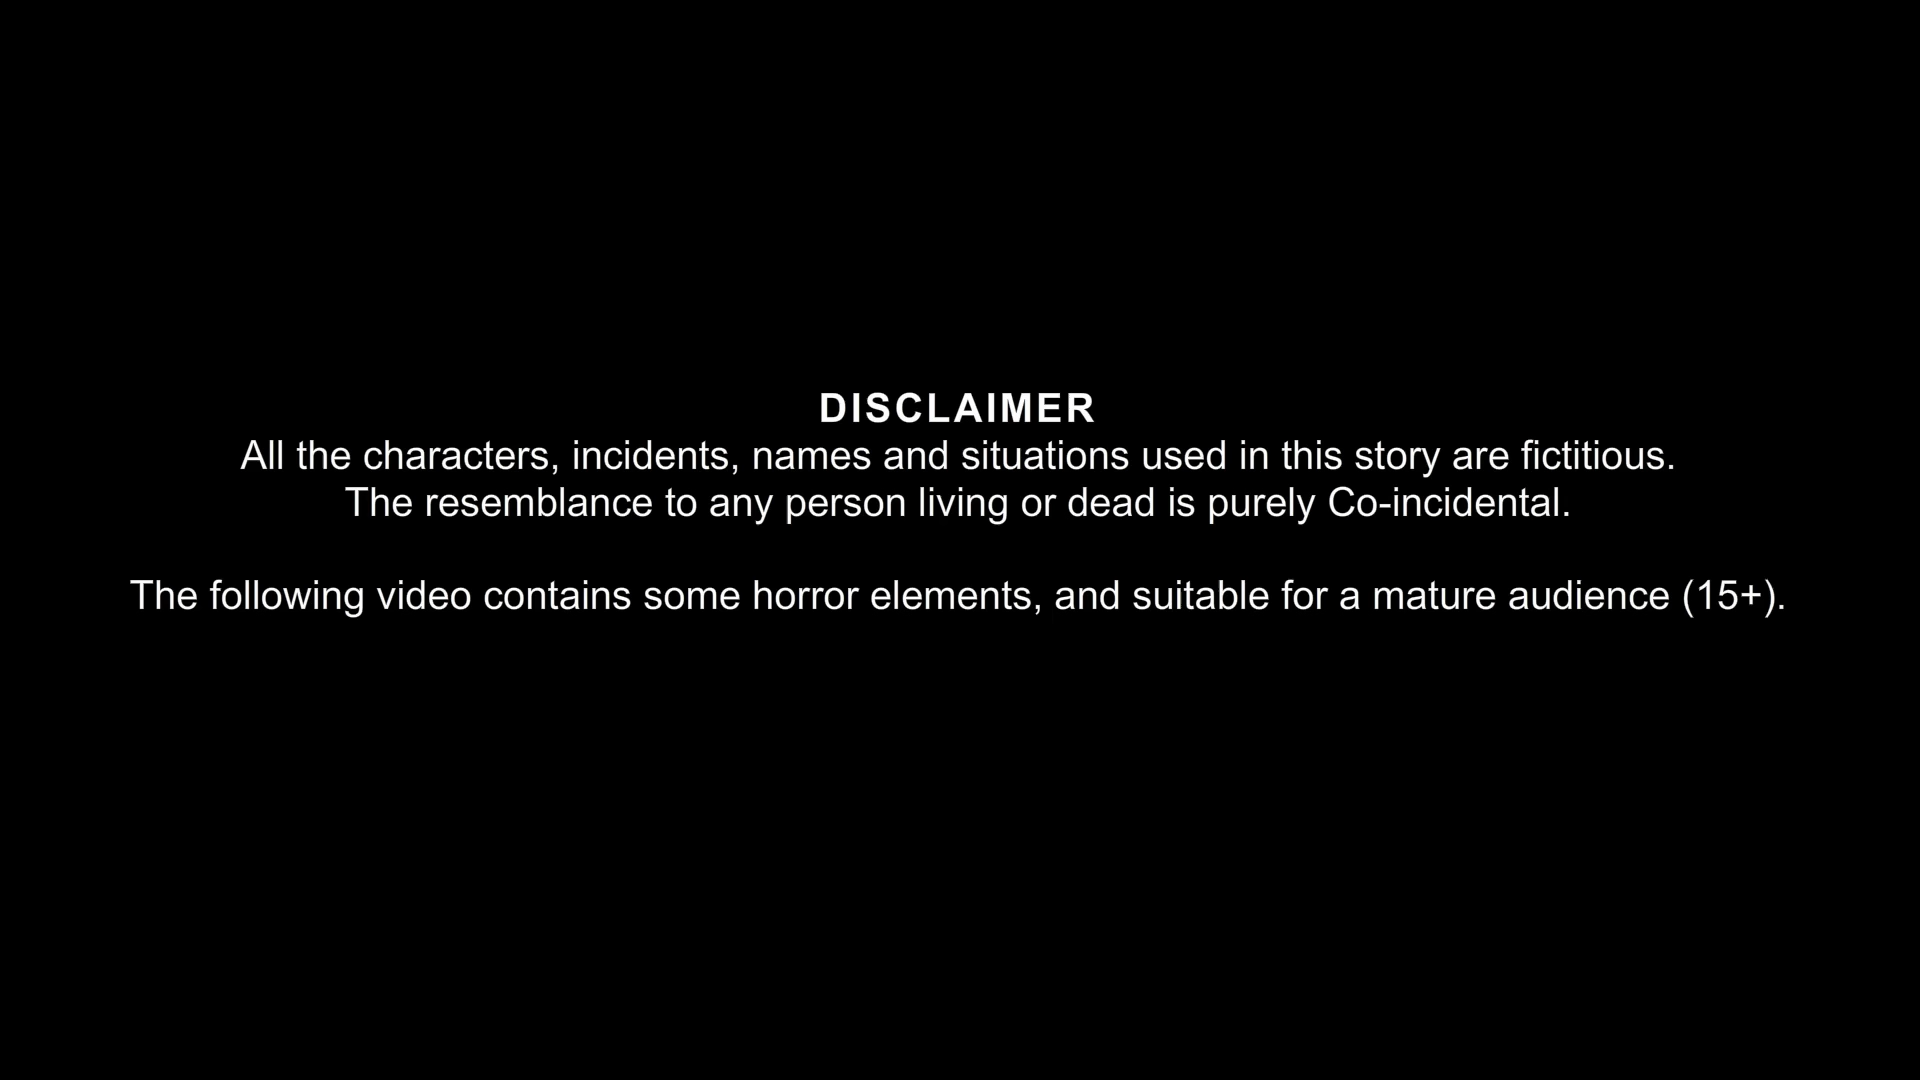 DISCLAIMER
All the characters, incidents, names and situations used in this story are fictitious.
The resemblance to any person living or dead is purely Co-incidental.
The following video contains some horror elements, and suitable for a mature audience (15+).